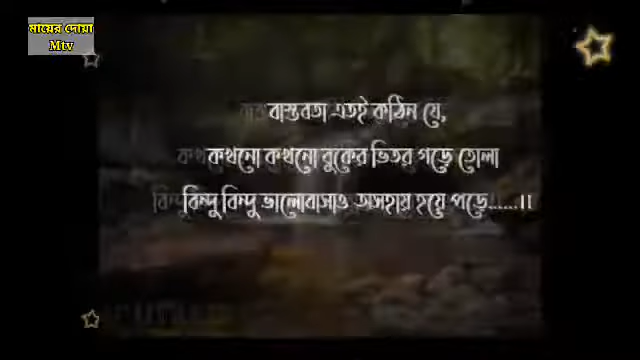 মায়ের দোয়া
Mtv
বাস্তবতা এতই কঠিন যে,
কখনো কখনো বুকের ভিতর গড়ে তোলা
বিন্দু বিন্দু ভালোবাসাও অসহায় হয়ে পড়ে......।।